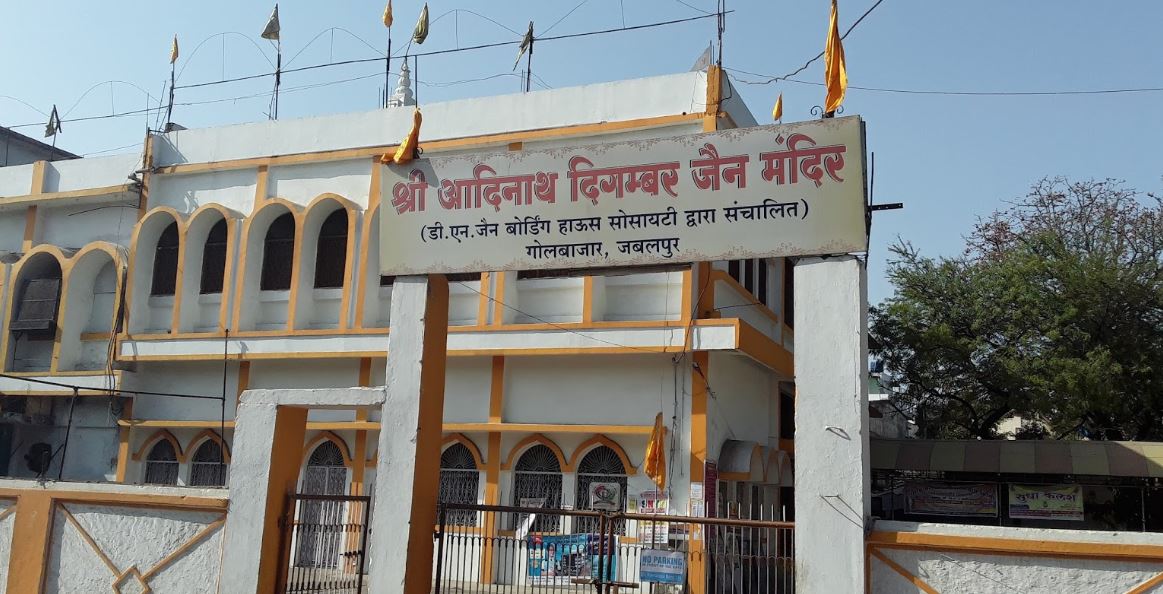 श्री आदिनाथ दिगम्बर जैन मंदिर
(डी.एन.जैन बोर्डिंग हाऊस सोसायटी द्वारा संचालित)
गोलबाजार, जबलपुर
सुधा कलश
NO PARKING